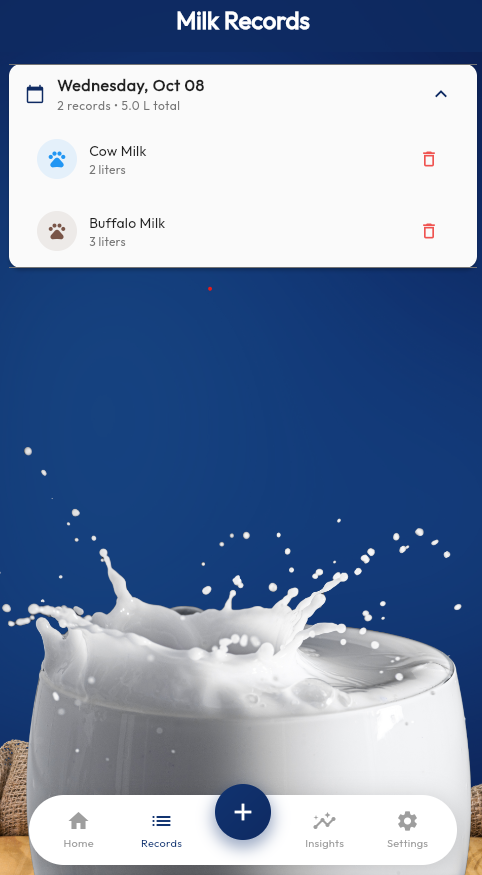 Milk Records
Wednesday, Oct 08
2 records • 5.0 L total
Cow Milk
2 liters
Buffalo Milk
3 liters
Home
Records
Insights
Settings